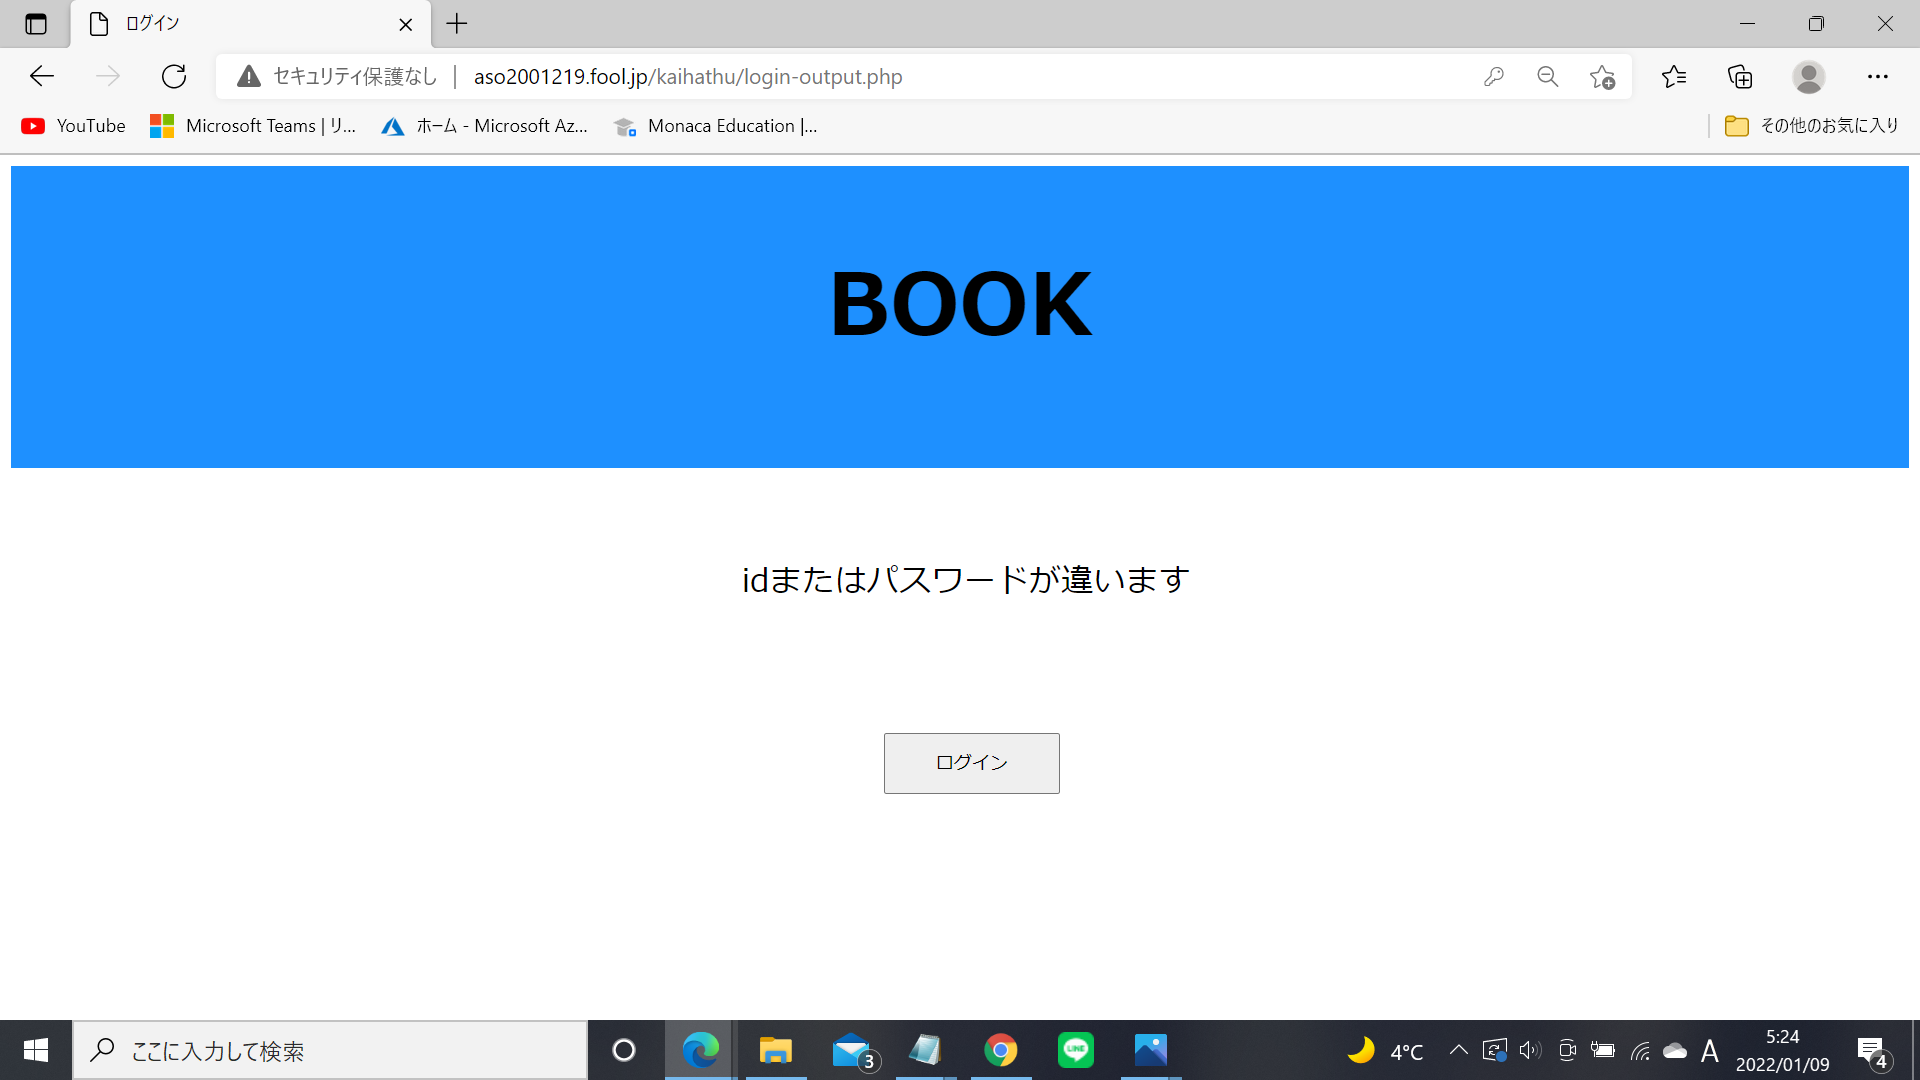 ログイン
セキュリティ保護なし
aso2001219.fool.jp/kaihathu/login-output.php
YouTube
Microsoft Teams | リ...
ホーム - Microsoft Az...
Monaca Education |...
その他のお気に入り
BOOK
idまたはパスワードが違います
ログイン
ここに入力して検索
3
LINE
4°C
A
5:24
2022/01/09
4